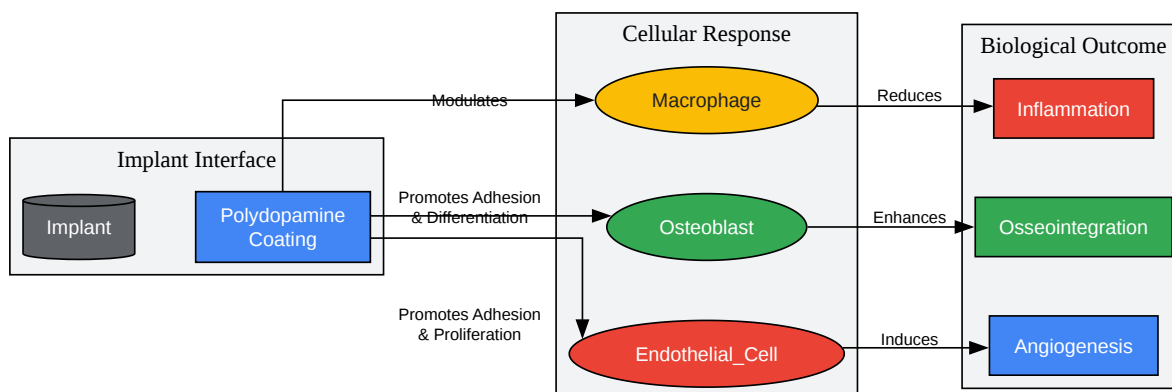 Cellular Response
Biological Outcome
Modulates
Macrophage
Reduces
Inflammation
Implant Interface
Implant
Polydopamine
Coating
Promotes Adhesion
& Differentiation
Osteoblast
Enhances
Osseointegration
Promotes Adhesion
& Proliferation
Endothelial_Cell
Induces
Angiogenesis